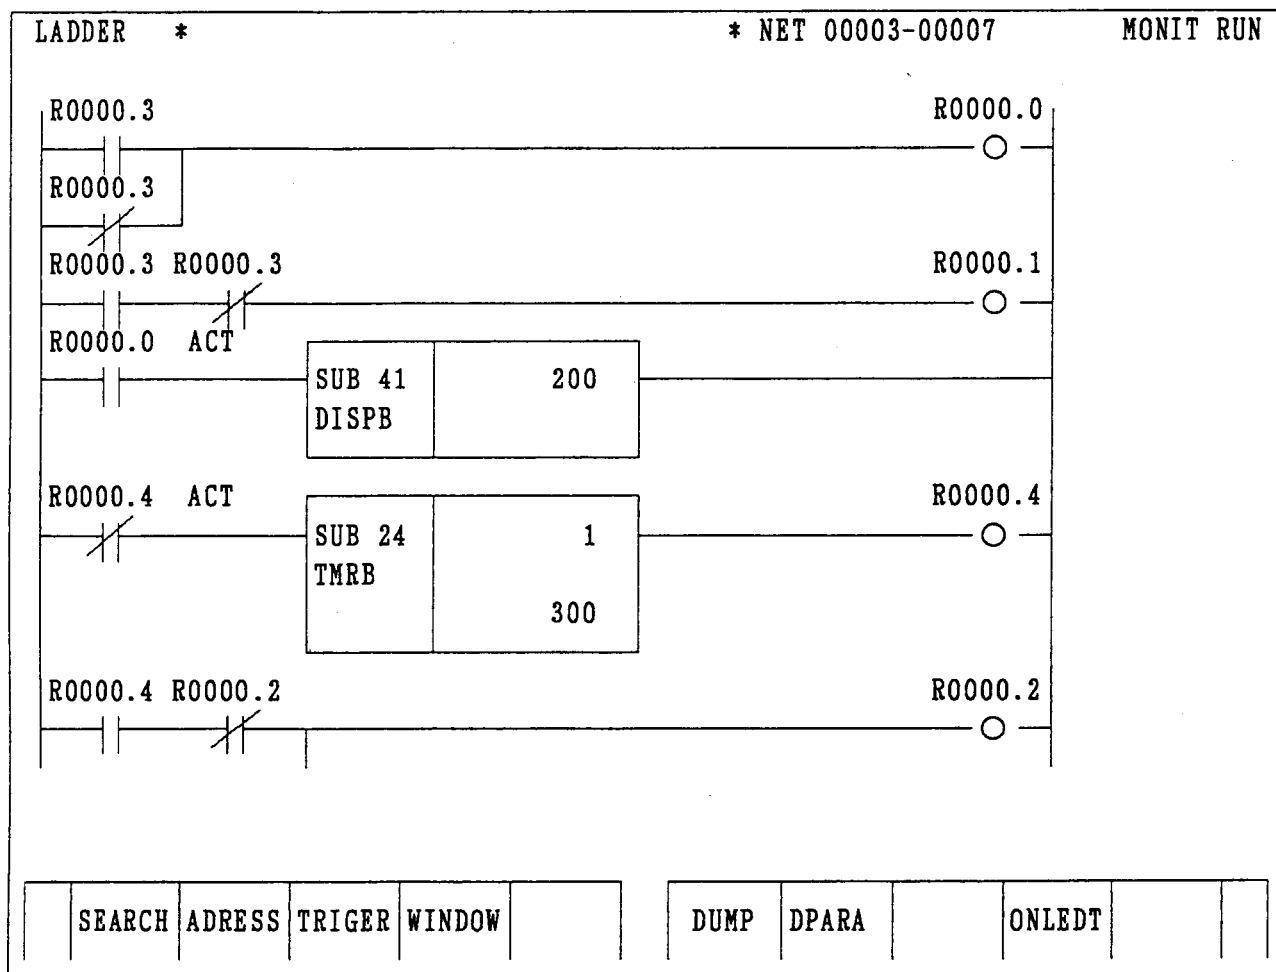 LADDER * * NET 00003-00007 MONIT RUN
R0000.3 R0000.0
R0000.3
R0000.3 R0000.3 R0000.1
R0000.0 ACT
SUB 41 200
DISPB
R0000.4 ACT R0000.4
SUB 24 1
TMRB
300
R0000.4 R0000.2 R0000.2
SEARCH ADRESS TRIGER WINDOW DUMP DPARA ONLEDT